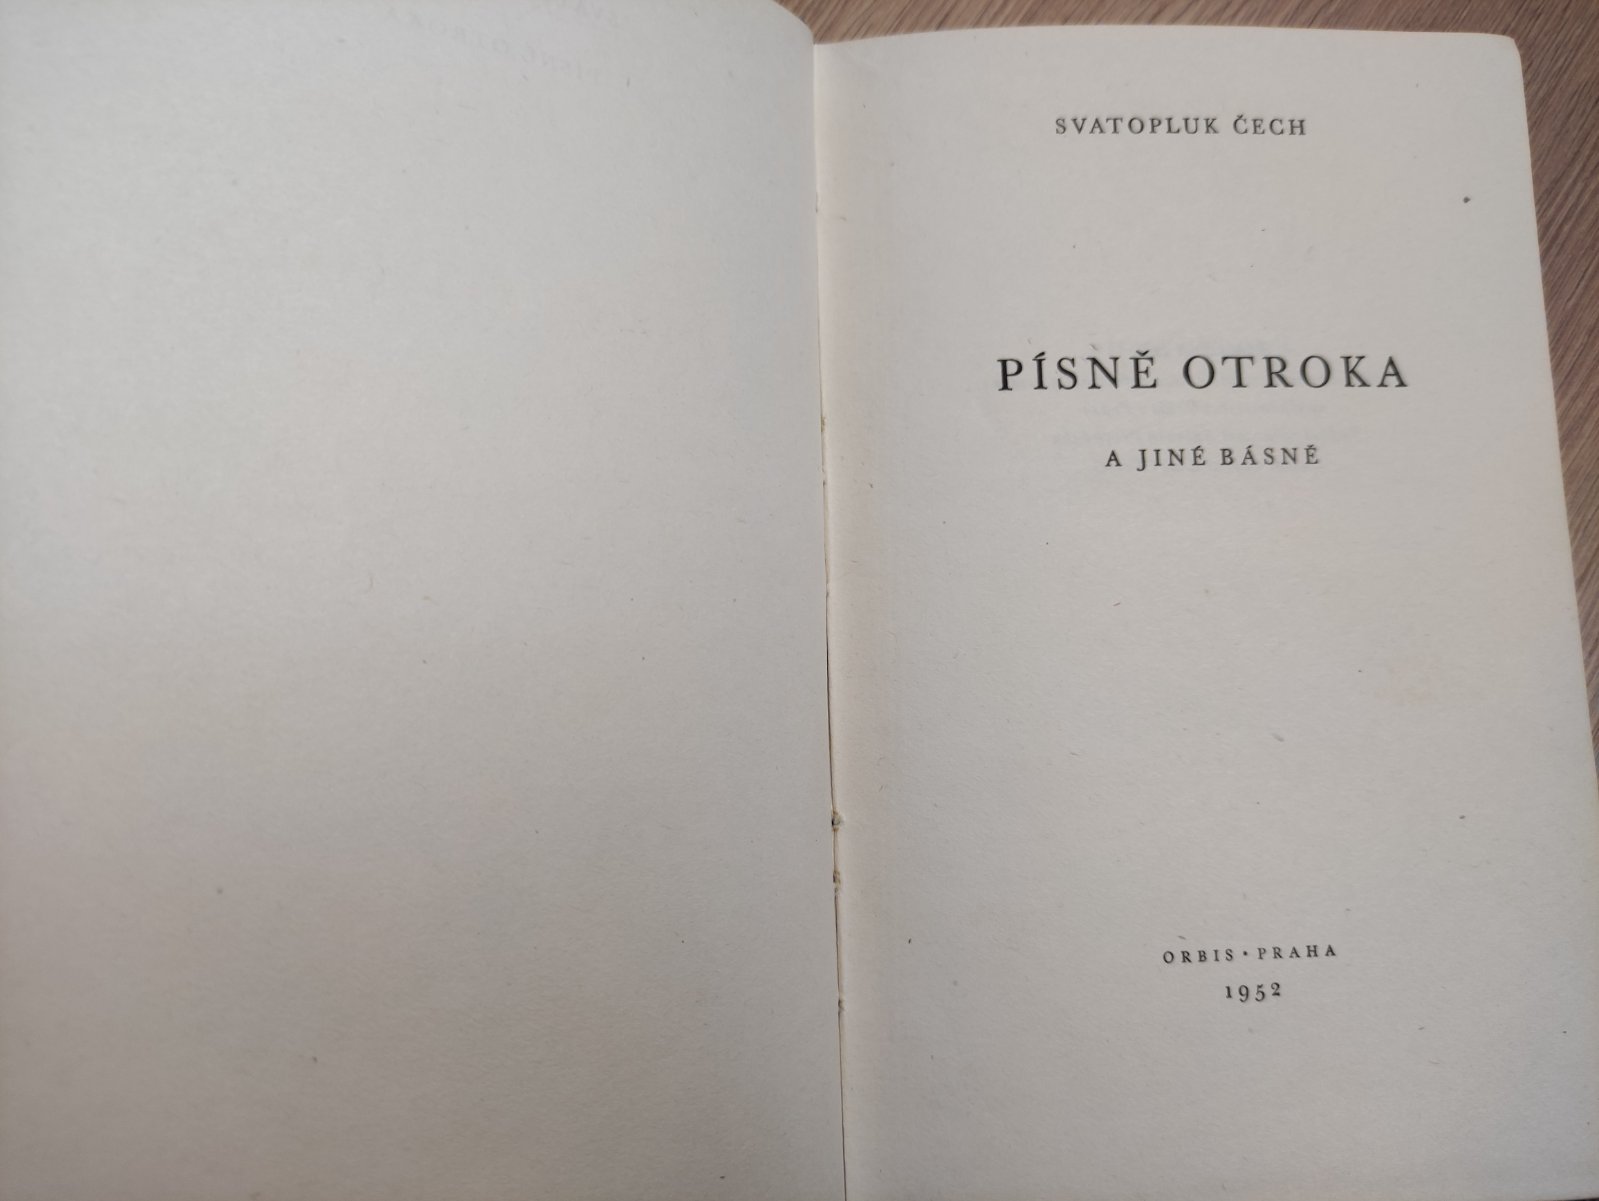 SVATOPLUK ČECH
PÍSNĚ OTROKA
A JINÉ BÁSNĚ
ORBIS · PRAHA
1952